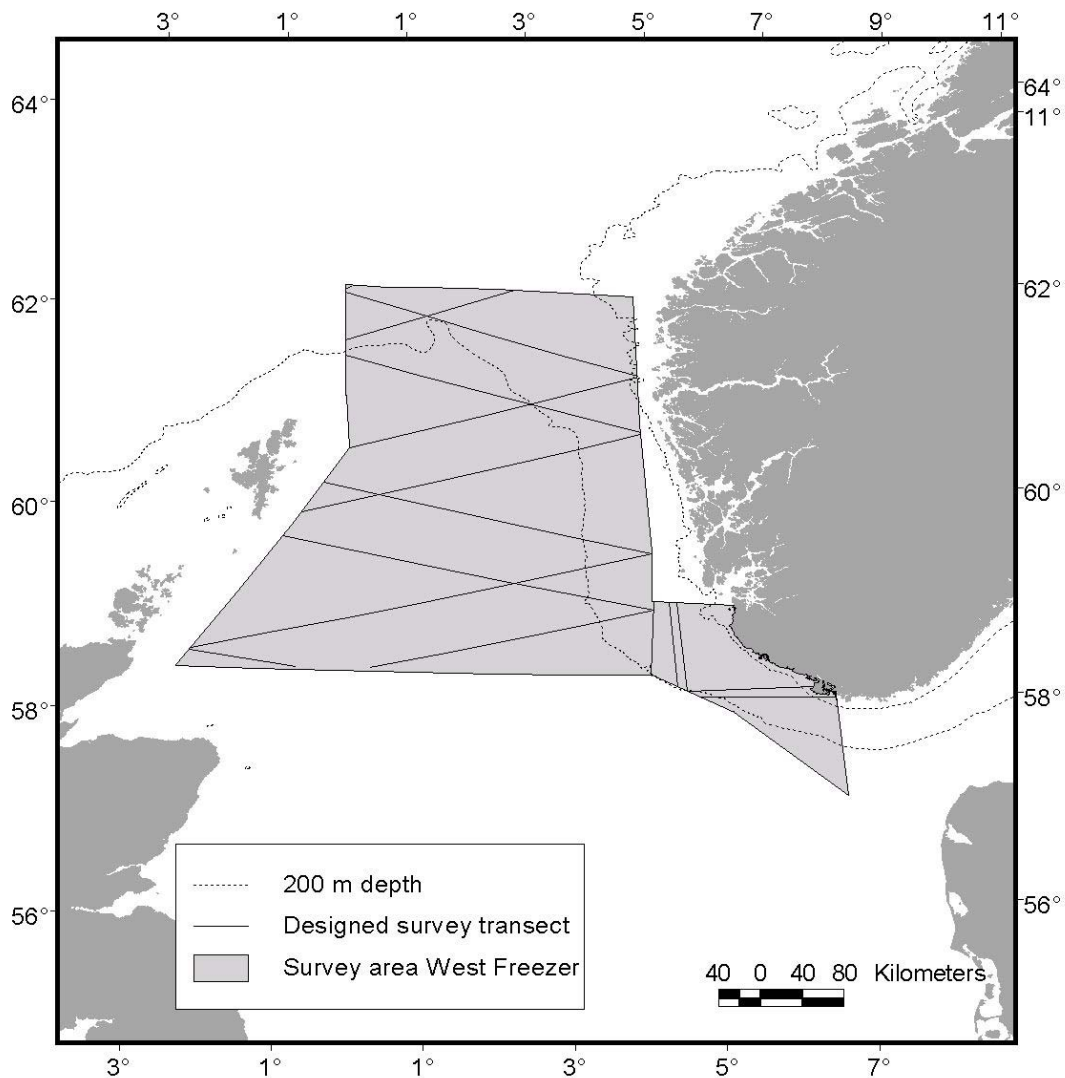 3° 1° 1° 3° 5° 7° 9° 11°
64° 64°
11°
62° 62°
60° 60°
58° 58°
56° 56°
200 m depth
Designed survey transect
Survey area West Freezer
40 0 40 80 Kilometers
3° 1° 1° 3° 5° 7°